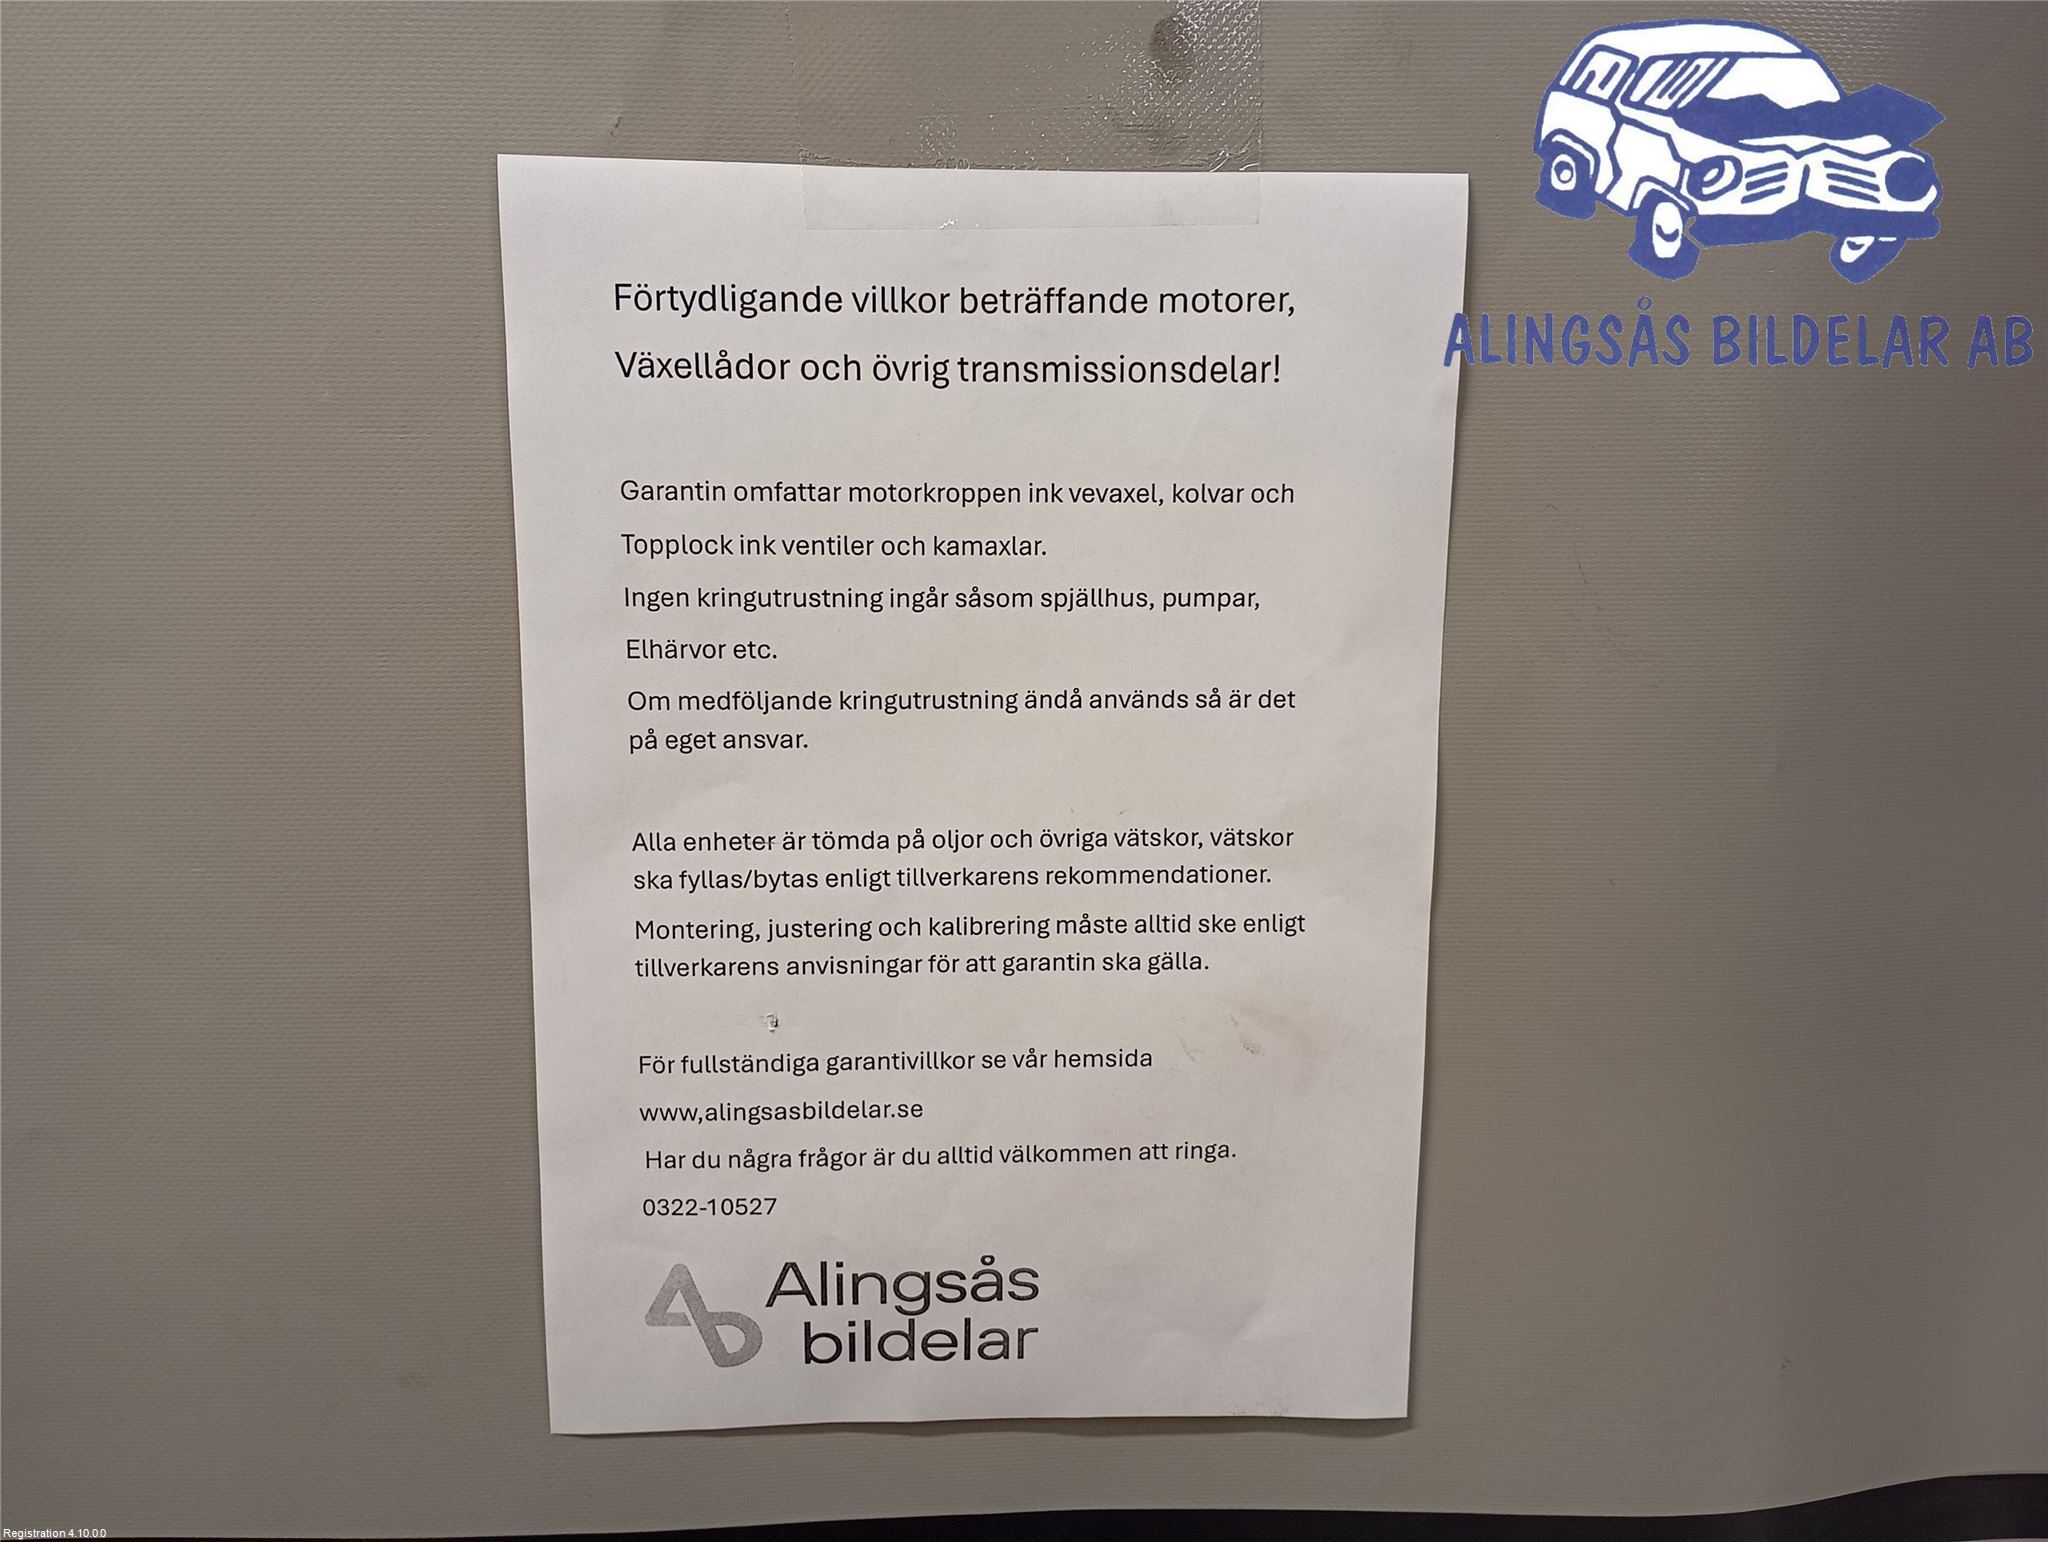 ALINGSÅS BILDELAR AB
Förtydligande villkor beträffande motorer,
Växellådor och övrig transmissionsdelar!
Garantin omfattar motorkroppen ink vevaxel, kolvar och
Topplock ink ventiler och kamaxlar.
Ingen kringutrustning ingår såsom spjällhus, pumpar,
Elhärvor etc.
Om medföljande kringutrustning ändå används så är det
på eget ansvar.
Alla enheter är tömda på oljor och övriga vätskor, vätskor
ska fyllas/bytas enligt tillverkarens rekommendationer.
Montering, justering och kalibrering måste alltid ske enligt
tillverkarens anvisningar för att garantin ska gälla.
För fullständiga garantivillkor se vår hemsida
www,alingsasbildelar.se
Har du några frågor är du alltid välkommen att ringa.
0322-10527
Alingsås
bildelar
Registration 4.10.0.0